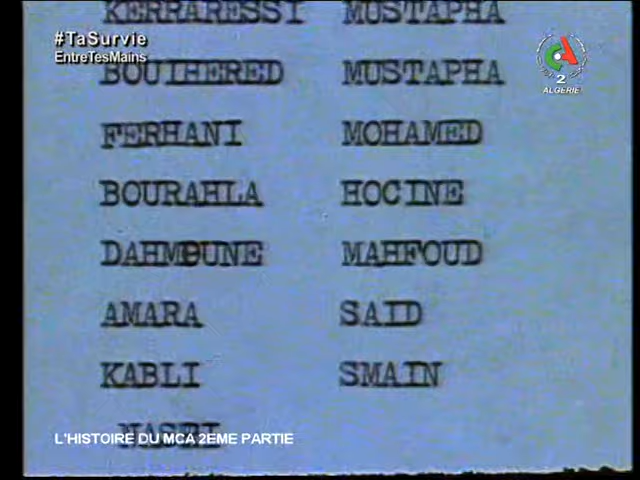 KERRARESSI MUSTAPHA
#TaSurvie
EntreTesMains
BOUIHERED MUSTAPHA
2
ALGERIE
FERHANI MOHAMED
BOURAHLA HOCINE
DAHMOUNE MAHFOUD
AMARA SAID
KABLI SMAIN
L'HISTOIRE DU MCA 2EME PARTIE